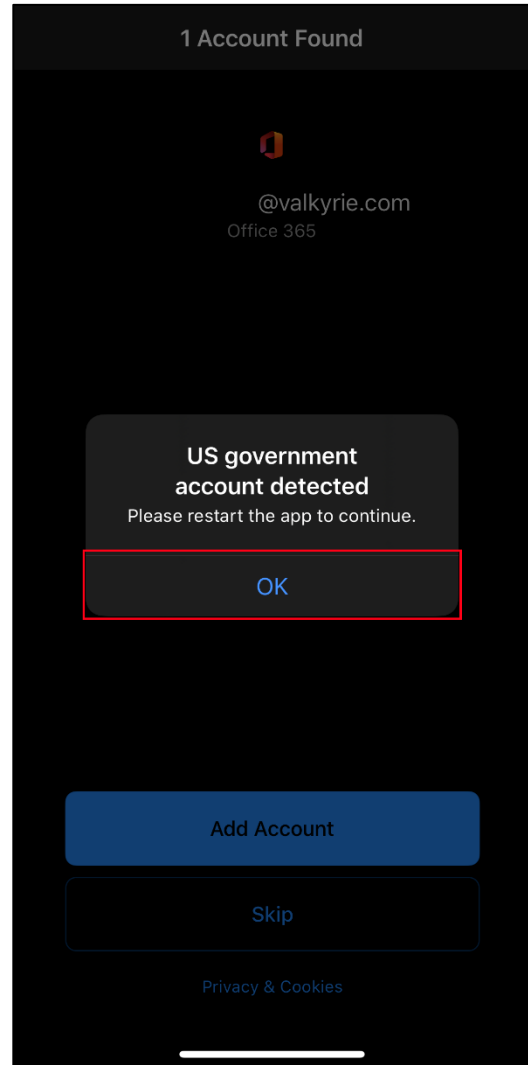 1 Account Found
@valkyrie.com
Office 365
US government
account detected
Please restart the app to continue.
OK
Add Account
Skip
Privacy & Cookies